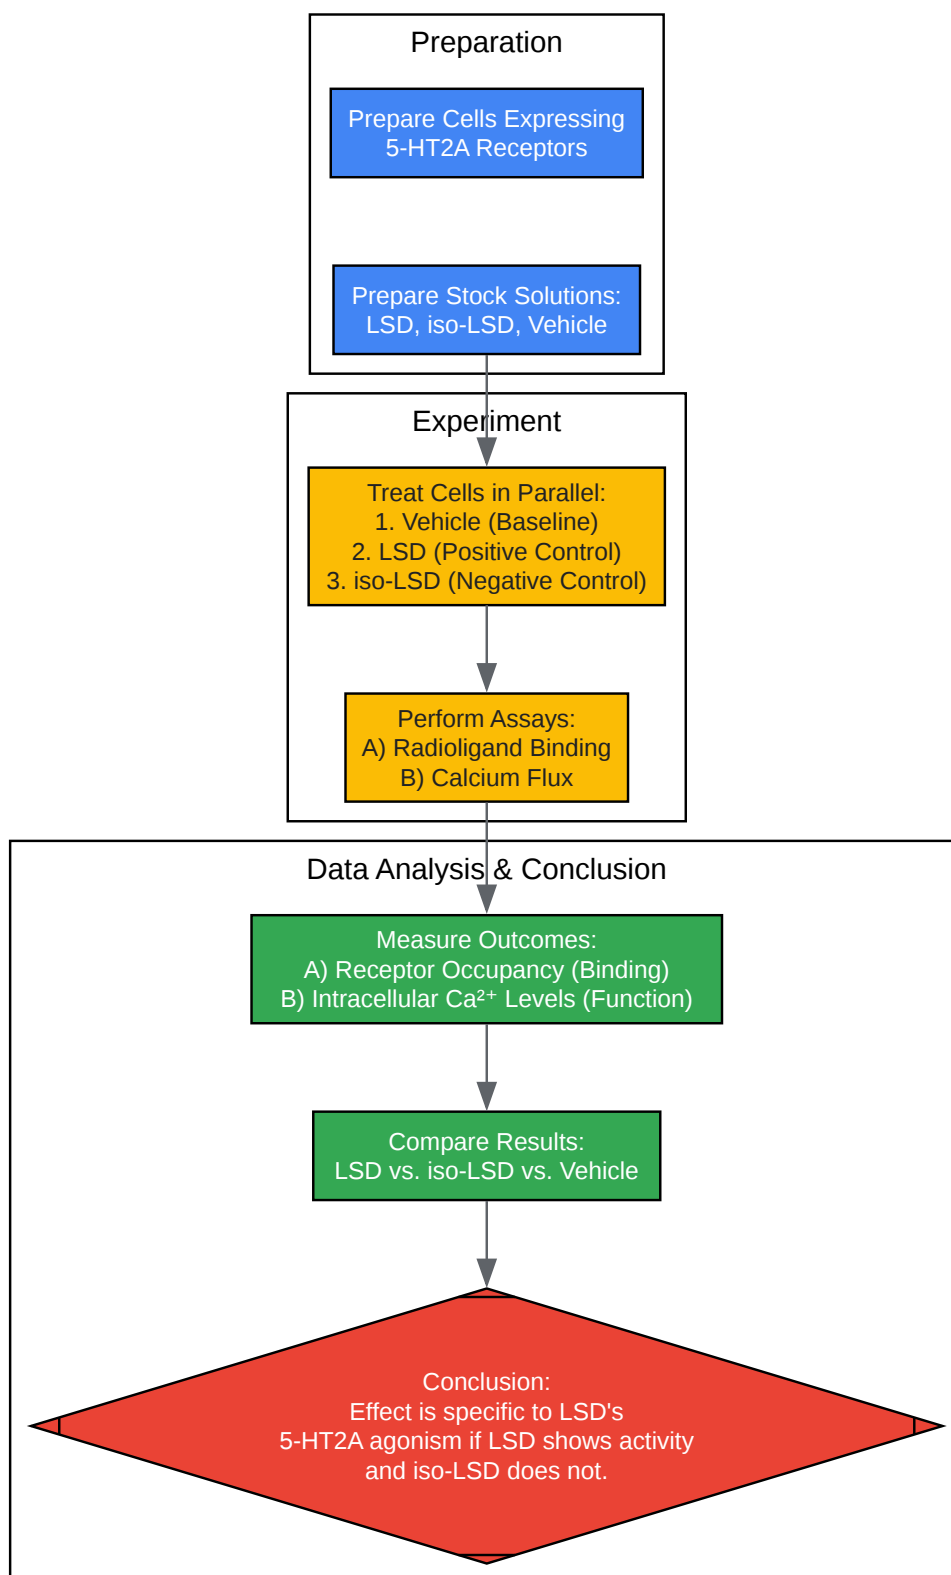 Preparation
Prepare Cells Expressing
5-HT2A Receptors
Prepare Stock Solutions:
LSD, iso-LSD, Vehicle
Experiment
Treat Cells in Parallel:
1. Vehicle (Baseline)
2. LSD (Positive Control)
3. iso-LSD (Negative Control)
Perform Assays:
A) Radioligand Binding
B) Calcium Flux
Data Analysis & Conclusion
Measure Outcomes:
A) Receptor Occupancy (Binding)
B) Intracellular Ca²⁺ Levels (Function)
Compare Results:
LSD vs. iso-LSD vs. Vehicle
Conclusion:
Effect is specific to LSD's
5-HT2A agonism if LSD shows activity
and iso-LSD does not.